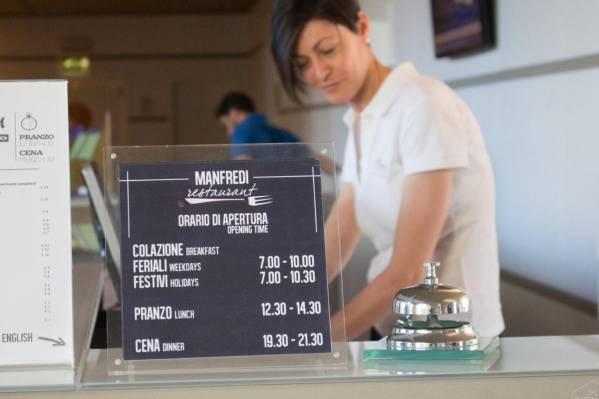 PRANZO
CENA
ENGLISH
MANFREDI
restaurant
ORARIO DI APERTURA
OPENING TIME
COLAZIONE BREAKFAST
FERIALI WEEKDAYS 7.00 - 10.00
FESTIVI HOLIDAYS 7.00 - 10.30
PRANZO LUNCH 12.30 - 14.30
CENA DINNER 19.30 - 21.30